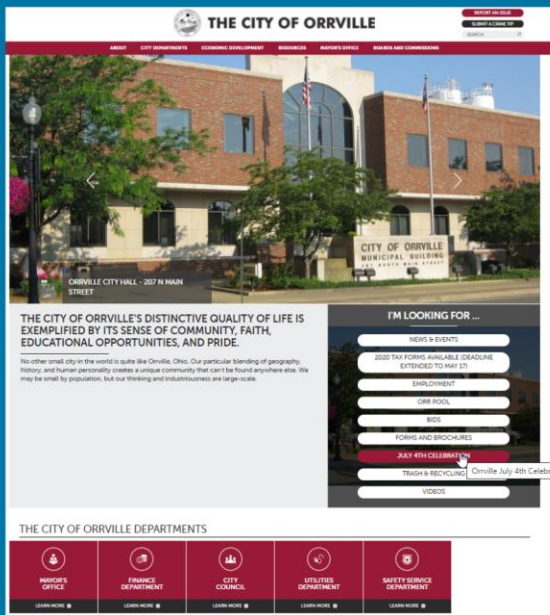 THE CITY OF ORRVILLE
REPORT AN ISSUE
SUBMIT A CRIME TIP
SEARCH
ABOUT CITY DEPARTMENTS ECONOMIC DEVELOPMENT RESOURCES MAYOR'S OFFICE BOARDS AND COMMISSIONS
CITY OF ORRVILLE
MUNICIPAL BUILDING
207 NORTH MAIN STREET
ORRVILLE CITY HALL - 207 N MAIN
STREET
THE CITY OF ORRVILLE'S DISTINCTIVE QUALITY OF LIFE IS
EXEMPLIFIED BY ITS SENSE OF COMMUNITY, FAITH,
EDUCATIONAL OPPORTUNITIES, AND PRIDE.
No other small city in the world is quite like Orrville, Ohio. Our particular blending of geography,
history, and human personality creates a unique community that can't be found anywhere else. We
may be small by population, but our thinking and industriousness are large-scale.
I'M LOOKING FOR ...
NEWS & EVENTS
2020 TAX FORMS AVAILABLE (DEADLINE
EXTENDED TO MAY 17)
EMPLOYMENT
ORR POOL
BIDS
FORMS AND BROCHURES
JULY 4TH CELEBRATION
Orrville July 4th Celebr
TRASH & RECYCLING
VIDEOS
THE CITY OF ORRVILLE DEPARTMENTS
MAYOR'S
OFFICE
LEARN MORE
FINANCE
DEPARTMENT
LEARN MORE
CITY
COUNCIL
LEARN MORE
UTILITIES
DEPARTMENT
LEARN MORE
SAFETY SERVICE
DEPARTMENT
LEARN MORE